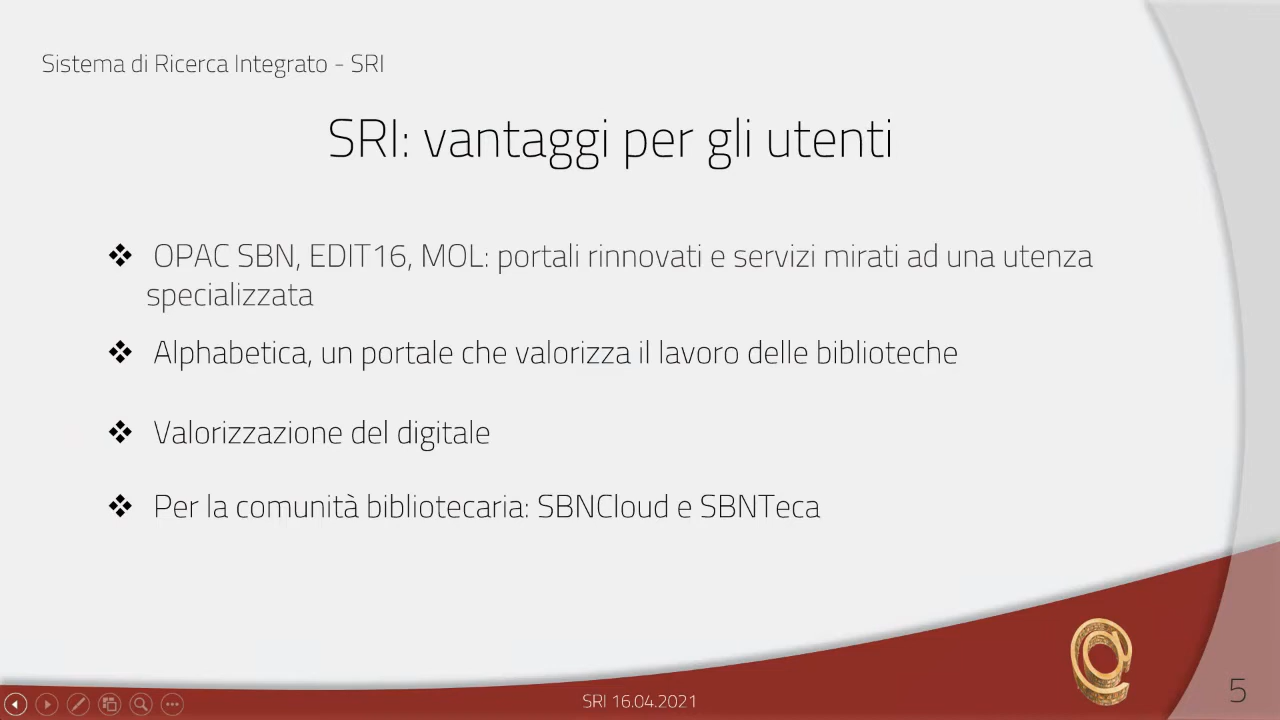 Sistema di Ricerca Integrato - SRI
SRI: vantaggi per gli utenti
❖ OPAC SBN, EDIT16, MOL: portali rinnovati e servizi mirati ad una utenza
specializzata
❖ Alphabetica, un portale che valorizza il lavoro delle biblioteche
❖ Valorizzazione del digitale
❖ Per la comunità bibliotecaria: SBNCloud e SBNTeca
SRI 16.04.2021
5